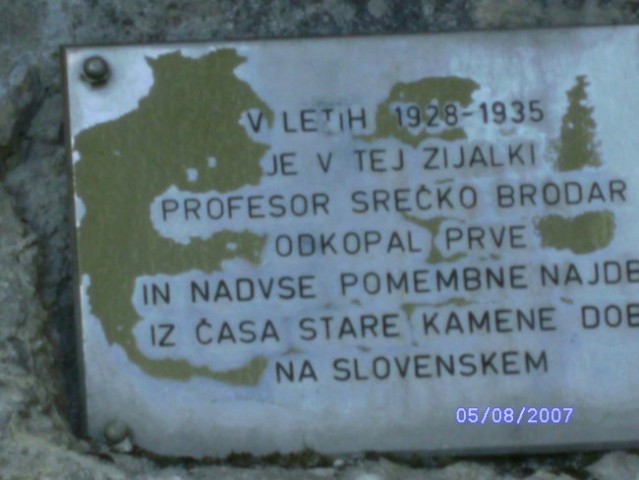 V LETIH 1928-1935
JE V TEJ ZIJALKI
PROFESOR SREČKO BRODAR
ODKOPAL PRVE
IN NADVSE POMEMBNE NAJDB
IZ ČASA STARE KAMENE DOB
NA SLOVENSKEM
05/08/2007